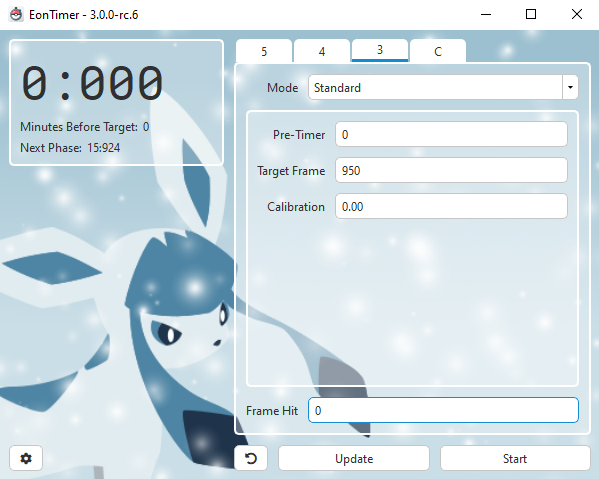 EonTimer - 3.0.0-rc.6
0:000
Minutes Before Target: 0
Next Phase: 15:924
5 4 3 C
Mode Standard
Pre-Timer 0
Target Frame 950
Calibration 0.00
Frame Hit 0
Update Start